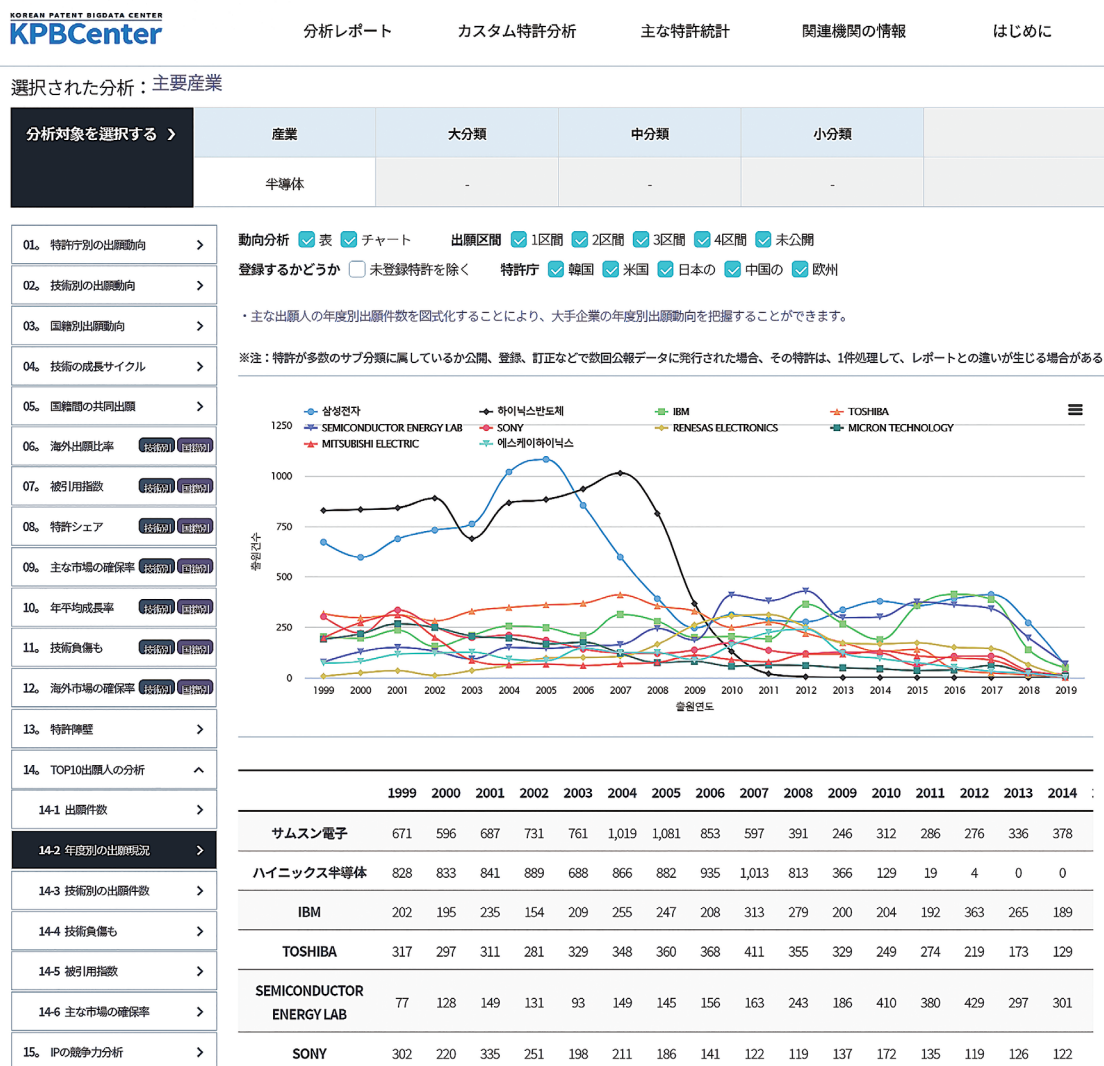 KOREAN PATENT BIGDATA CENTER
KPBCenter
分析レポート カスタム特許分析 主な特許統計 関連機関の情報 はじめに
選択された分析：主要産業
分析対象を選択する 産業 大分類 中分類 小分類
半導体 - - -
01。 特許庁別の出願動向
02。 技術別の出願動向
03。 国籍別出願動向
04。 技術の成長サイクル
05。 国籍間の共同出願
06。 海外出願比率 技術別 国籍別
07。 被引用指数 技術別 国籍別
08。 特許シェア 技術別 国籍別
09。 主な市場の確保率 技術別 国籍別
10。 年平均成長率 技術別 国籍別
11。 技術負傷も 技術別 国籍別
12。 海外市場の確保率 技術別 国籍別
13。 特許障壁
14。 TOP10出願人の分析
14-1 出願件数
14-2 年度別の出願現況
14-3 技術別の出願件数
14-4 技術負傷も
14-5 被引用指数
14-6 主な市場の確保率
15。 IPの競争力分析
動向分析 表 チャート 出願区間 1区間 2区間 3区間 4区間 未公開
登録するかどうか 未登録特許を除く 特許庁 韓国 米国 日本の 中国の 欧州
・主な出願人の年度別出願件数を図式化することにより、大手企業の年度別出願動向を把握することができます。
※注：特許が多数のサブ分類に属しているか公開、登録、訂正などで数回公報データに発行された場合、その特許は、1件処理して、レポートとの違いが生じる場合がある
삼성전자 하이닉스반도체 IBM TOSHIBA
SEMICONDUCTOR ENERGY LAB SONY RENESAS ELECTRONICS MICRON TECHNOLOGY
MITSUBISHI ELECTRIC 에스케이하이닉스
1250
1000
750
500
250
0
출원건수
1999 2000 2001 2002 2003 2004 2005 2006 2007 2008 2009 2010 2011 2012 2013 2014 2015 2016 2017 2018 2019
출원연도
1999 2000 2001 2002 2003 2004 2005 2006 2007 2008 2009 2010 2011 2012 2013 2014
サムスン電子 671 596 687 731 761 1,019 1,081 853 597 391 246 312 286 276 336 378
ハイニックス半導体 828 833 841 889 688 866 882 935 1,013 813 366 129 19 4 0 0
IBM 202 195 235 154 209 255 247 208 313 279 200 204 192 363 265 189
TOSHIBA 317 297 311 281 329 348 360 368 411 355 329 249 274 219 173 129
SEMICONDUCTOR
ENERGY LAB 77 128 149 131 93 149 145 156 163 243 186 410 380 429 297 301
SONY 302 220 335 251 198 211 186 141 122 119 137 172 135 119 126 122